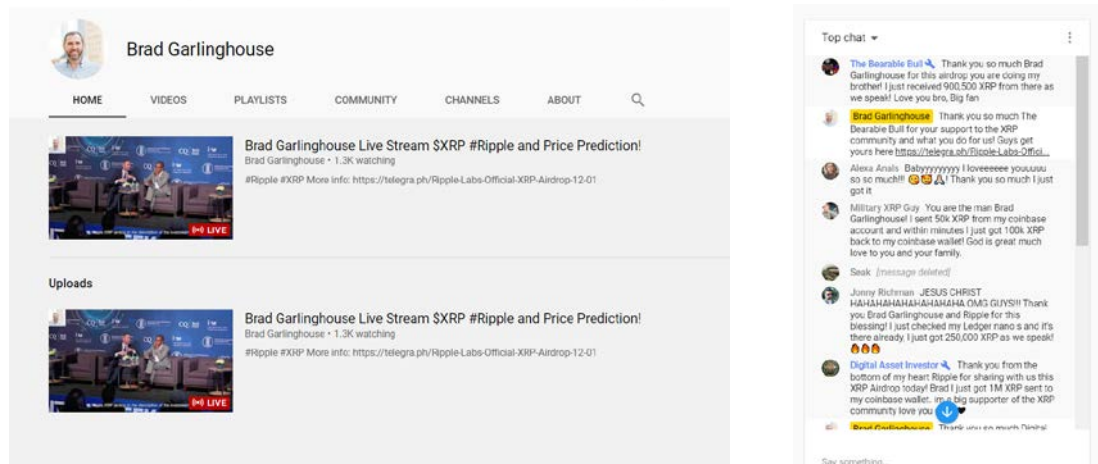 Brad Garlinghouse
HOME VIDEOS PLAYLISTS COMMUNITY CHANNELS ABOUT
Brad Garlinghouse Live Stream $XRP #Ripple and Price Prediction!
Brad Garlinghouse • 1.3K watching
#Ripple #XRP More info: https://telegra.ph/Ripple-Labs-Official-XRP-Airdrop-12-01
LIVE
Uploads
Brad Garlinghouse Live Stream $XRP #Ripple and Price Prediction!
Brad Garlinghouse • 1.3K watching
#Ripple #XRP More info: https://telegra.ph/Ripple-Labs-Official-XRP-Airdrop-12-01
LIVE
Top chat
The Bearable Bull Thank you so much Brad
Garlinghouse for this airdrop you are doing my
brother! I just received 900,500 XRP from there as
we speak! Love you bro, Big fan
Brad Garlinghouse Thank you so much The
Bearable Bull for your support to the XRP
community and what you do for us! Guys get
yours here https://telegra.ph/Ripple-Labs-Offici...
Alexa Anals Babyyyyyyyy I loveeeeee youuuuu
so so much!!! 😘🥰🙏! Thank you so much I just
got it
Military XRP Guy You are the man Brad
Garlinghouse! I sent 50k XRP from my coinbase
account and within minutes I just got 100k XRP
back to my coinbase wallet! God is great much
love to you and your family.
Seak [message deleted]
Jonny Richman JESUS CHRIST
HAHAHAHAHAHAHAHAHA OMG GUYS!!! Thank
you Brad Garlinghouse and Ripple for this
blessing! I just checked my Ledger nano s and it's
there already, I just got 250,000 XRP as we speak!
🔥🔥🔥
Digital Asset Investor Thank you from the
bottom of my heart Ripple for sharing with us this
XRP Airdrop today! Brad I just got 1M XRP sent to
my coinbase wallet. im a big supporter of the XRP
community love you 🖤
Brad Garlinghouse Thank you so much Digital
Say something...